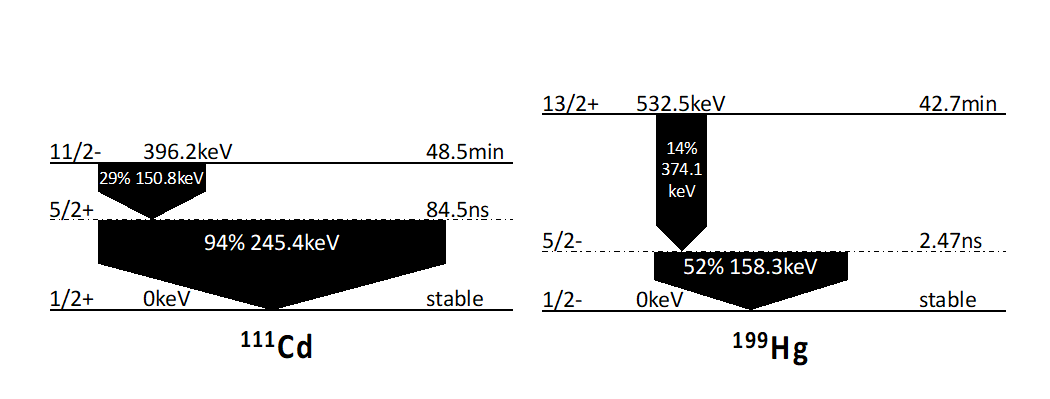 11/2- 396.2keV 48.5min
29% 150.8keV
5/2+ 84.5ns
94% 245.4keV
1/2+ 0keV stable
¹¹¹Cd
13/2+ 532.5keV 42.7min
14%
374.1
keV
5/2- 2.47ns
52% 158.3keV
1/2- 0keV stable
¹⁹⁹Hg